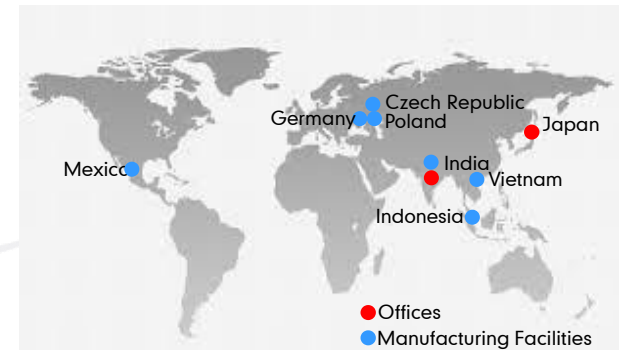 Czech Republic
Germany
Poland
Japan
Mexico
India
Vietnam
Indonesia
Offices
Manufacturing Facilities